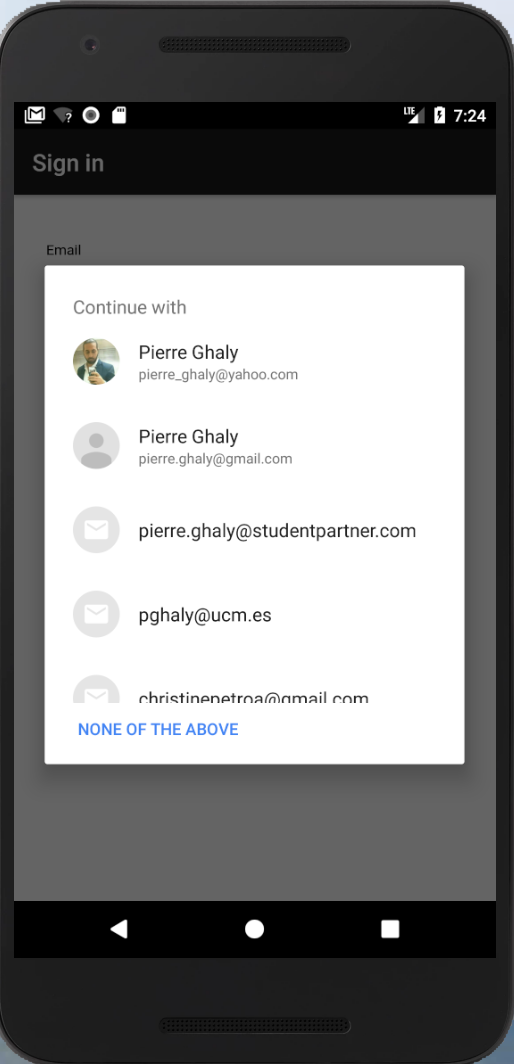 LTE 7:24
Sign in
Email
Continue with
Pierre Ghaly
pierre_ghaly@yahoo.com
Pierre Ghaly
pierre.ghaly@gmail.com
pierre.ghaly@studentpartner.com
pghaly@ucm.es
christinepetroa@gmail.com
NONE OF THE ABOVE